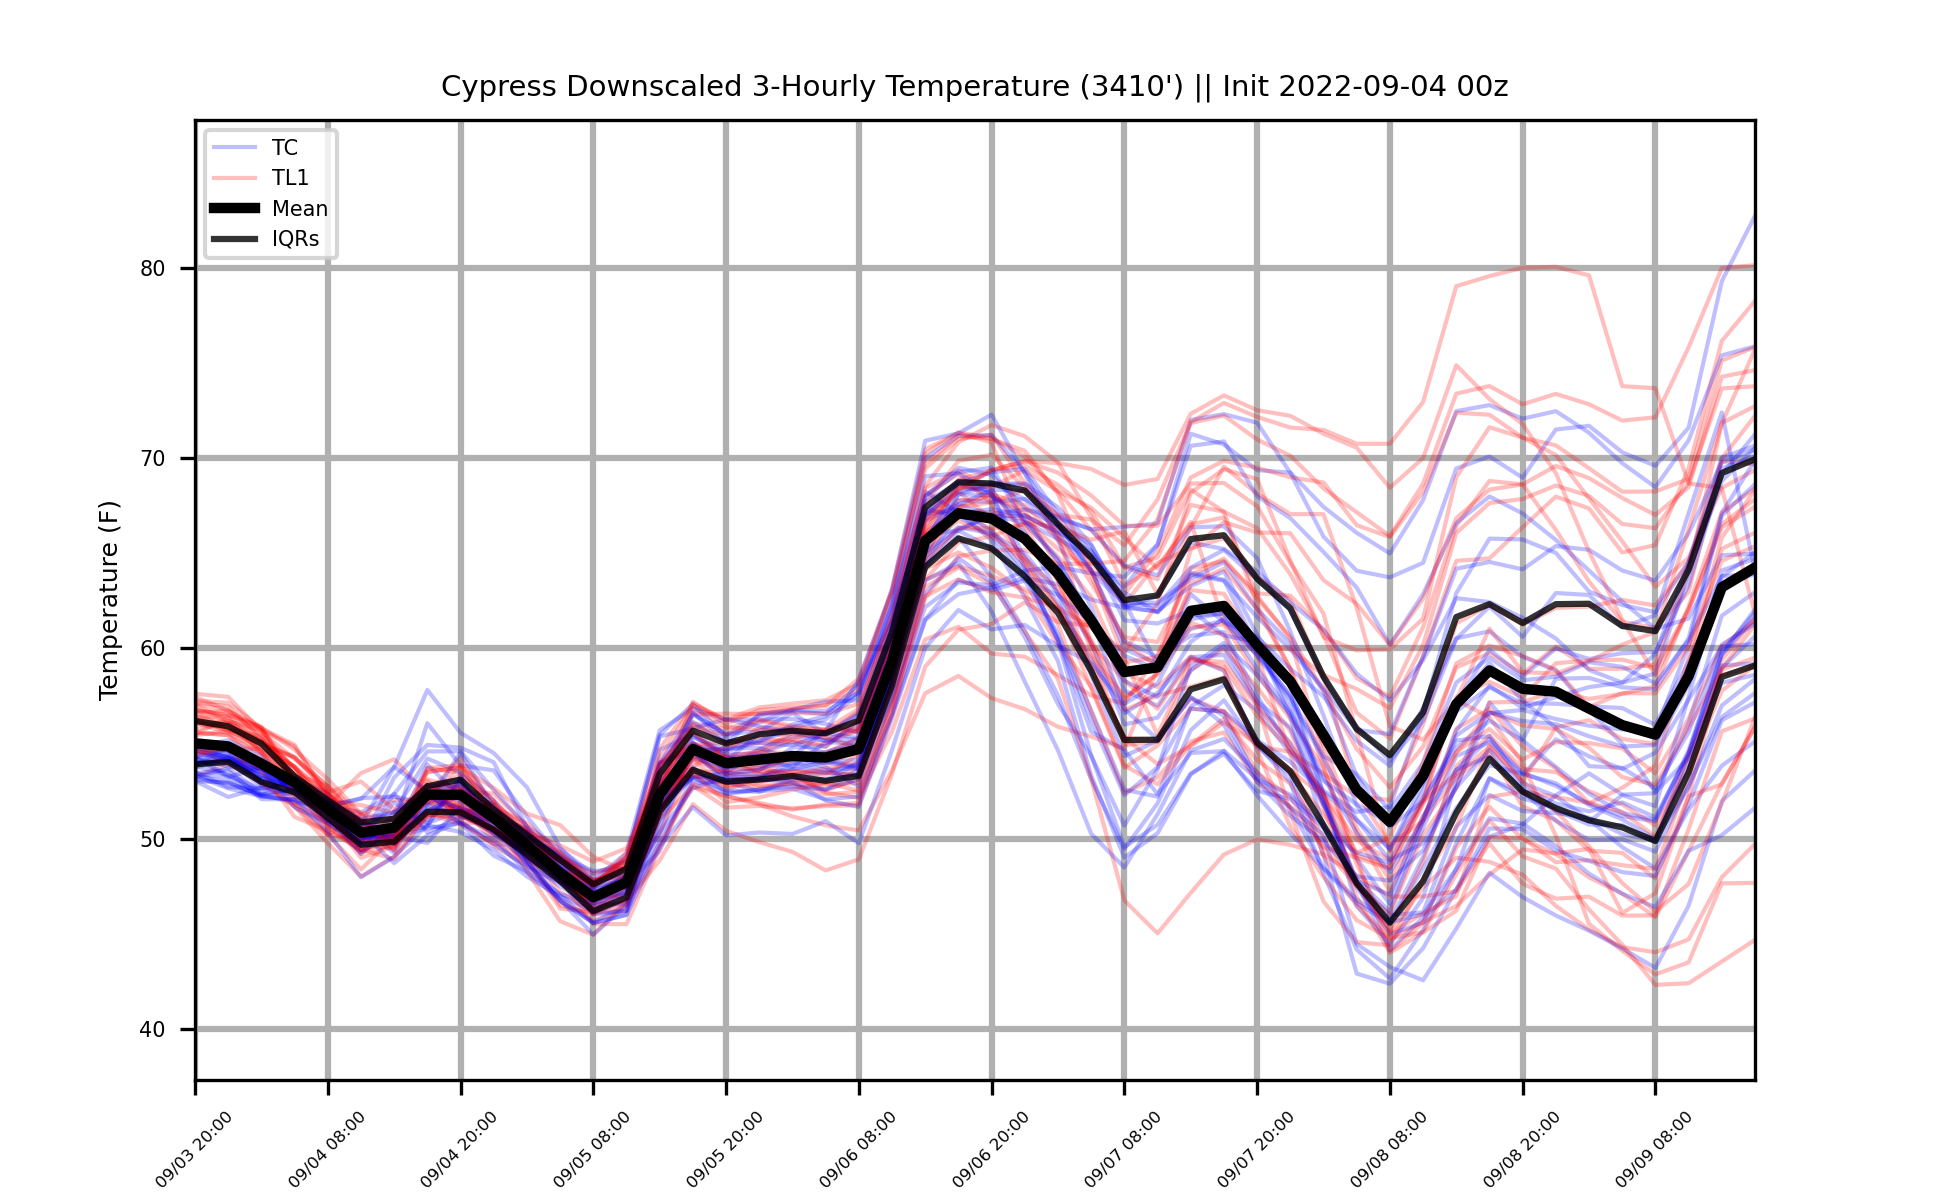 Cypress Downscaled 3-Hourly Temperature (3410') || Init 2022-09-04 00z
TC
TL1
Mean
IQRs
Temperature (F)
80
70
60
50
40
09/03 20:00
09/04 08:00
09/04 20:00
09/05 08:00
09/05 20:00
09/06 08:00
09/06 20:00
09/07 08:00
09/07 20:00
09/08 08:00
09/08 20:00
09/09 08:00